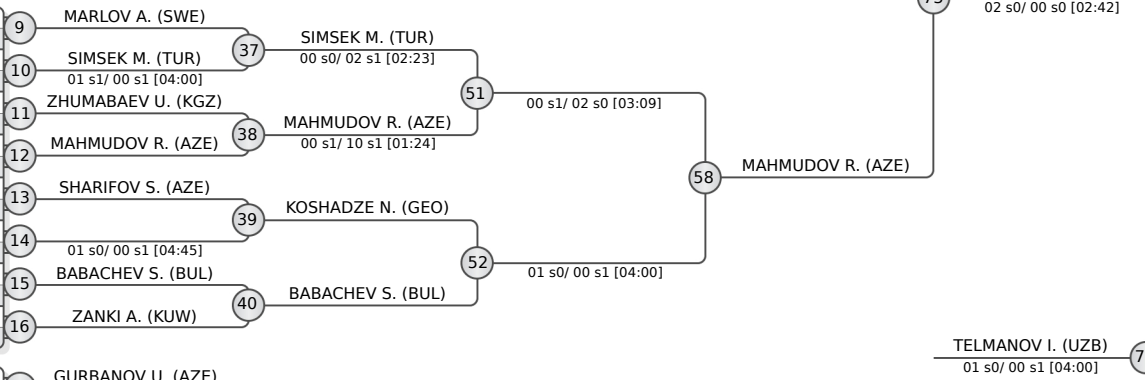 02 s0/ 00 s0 [02:42]
MARLOV A. (SWE)
9
SIMSEK M. (TUR)
37
SIMSEK M. (TUR)
00 s0/ 02 s1 [02:23]
10
01 s1/ 00 s1 [04:00]
ZHUMABAEV U. (KGZ)
51
00 s1/ 02 s0 [03:09]
11
MAHMUDOV R. (AZE)
38
00 s1/ 10 s1 [01:24]
MAHMUDOV R. (AZE)
12
58
MAHMUDOV R. (AZE)
SHARIFOV S. (AZE)
13
KOSHADZE N. (GEO)
39
14
01 s0/ 00 s1 [04:45]
52
01 s0/ 00 s1 [04:00]
BABACHEV S. (BUL)
15
BABACHEV S. (BUL)
40
ZANKI A. (KUW)
16
TELMANOV I. (UZB)
01 s0/ 00 s1 [04:00]
GURBANOV U. (AZE)